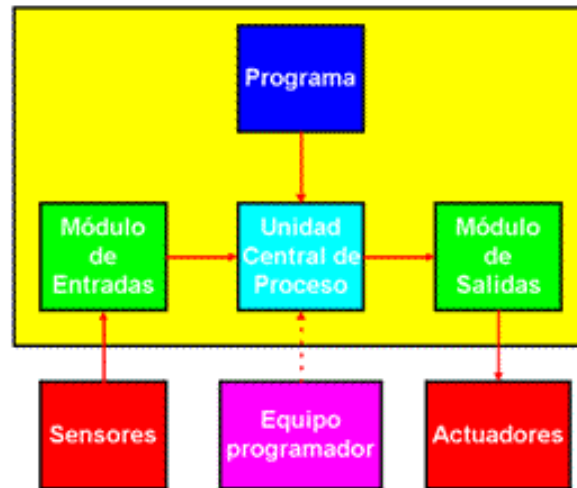 Programa
Módulo
de
Entradas
Unidad
Central de
Proceso
Módulo
de
Salidas
Sensores
Equipo
programador
Actuadores